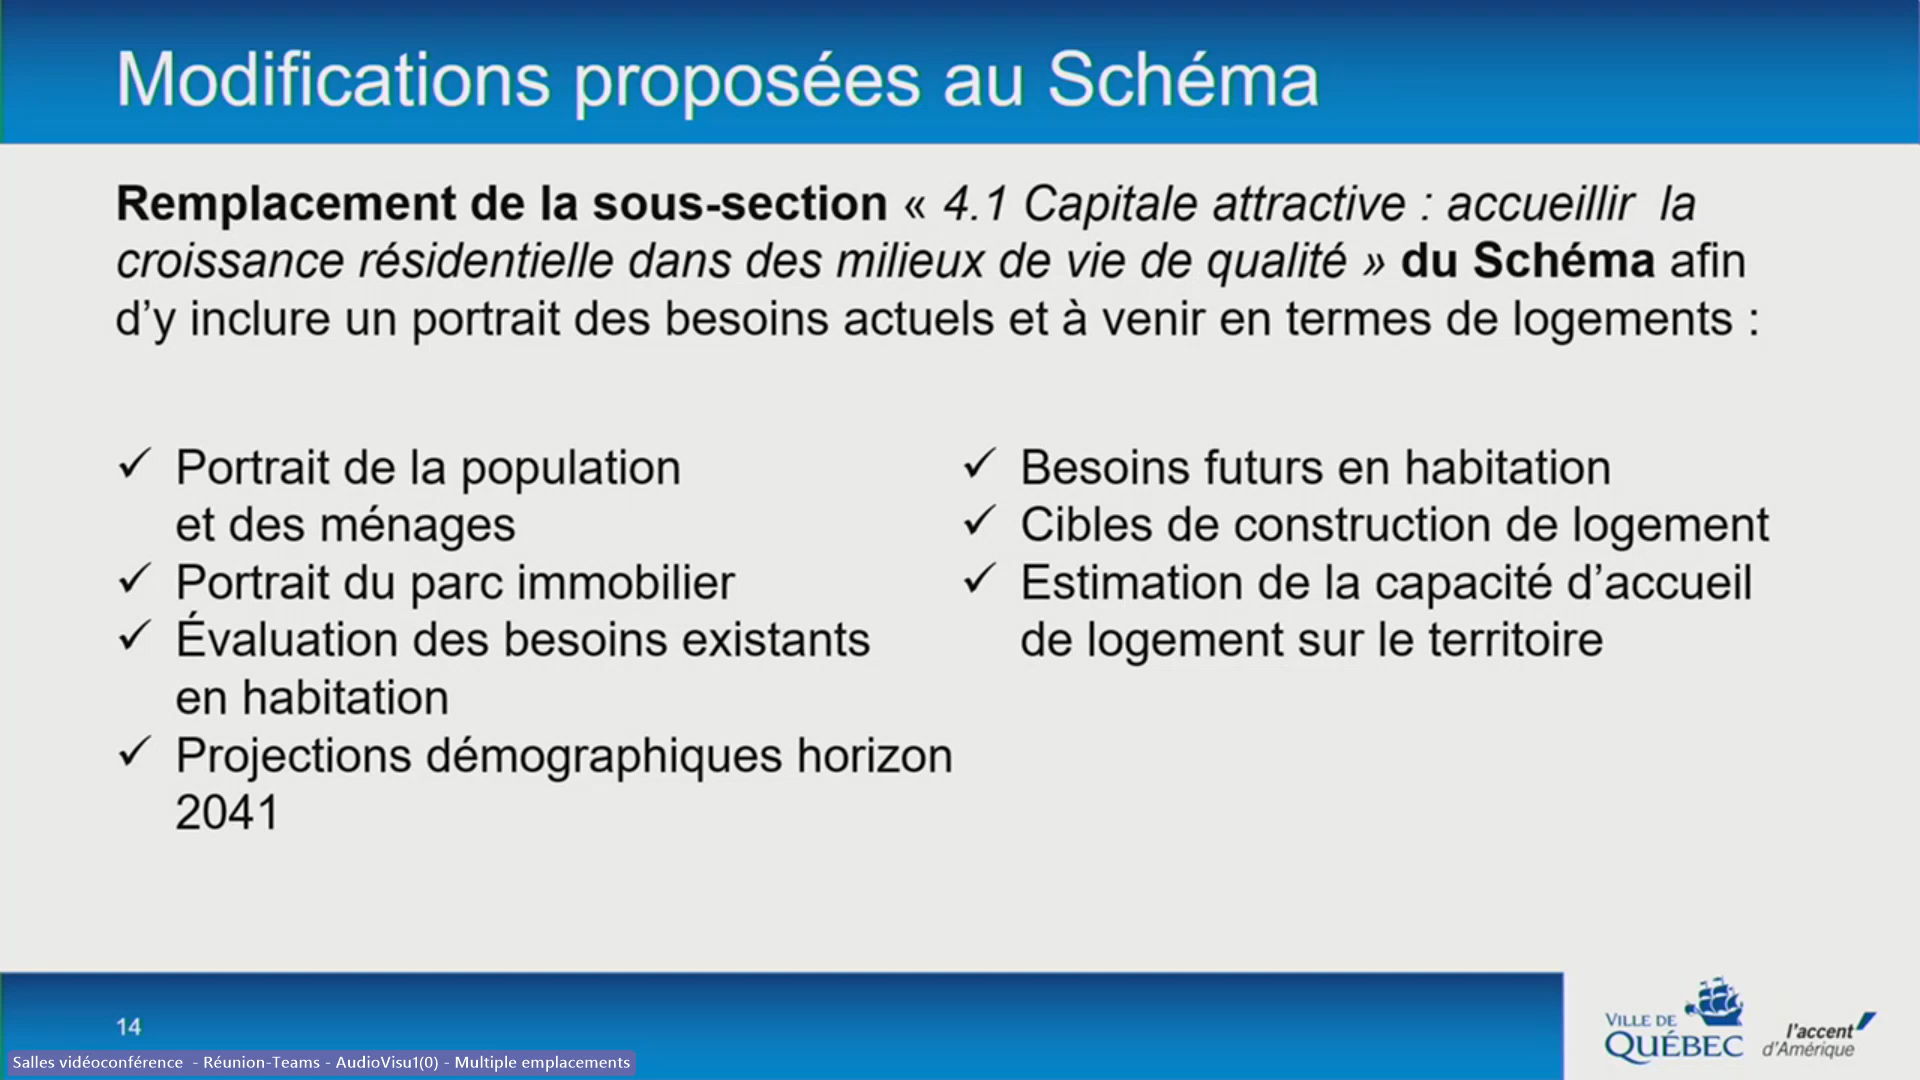 Modifications proposées au Schéma
Remplacement de la sous-section « 4.1 Capitale attractive : accueillir  la
croissance résidentielle dans des milieux de vie de qualité » du Schéma afin
d’y inclure un portrait des besoins actuels et à venir en termes de logements :
✓ Portrait de la population
et des ménages
✓ Portrait du parc immobilier
✓ Évaluation des besoins existants
en habitation
✓ Projections démographiques horizon
2041
✓ Besoins futurs en habitation
✓ Cibles de construction de logement
✓ Estimation de la capacité d’accueil
de logement sur le territoire
14
Salles vidéoconférence - Réunion-Teams - AudioVisu1(0) - Multiple emplacements
VILLE DE
QUÉBEC
l'accent
d'Amérique